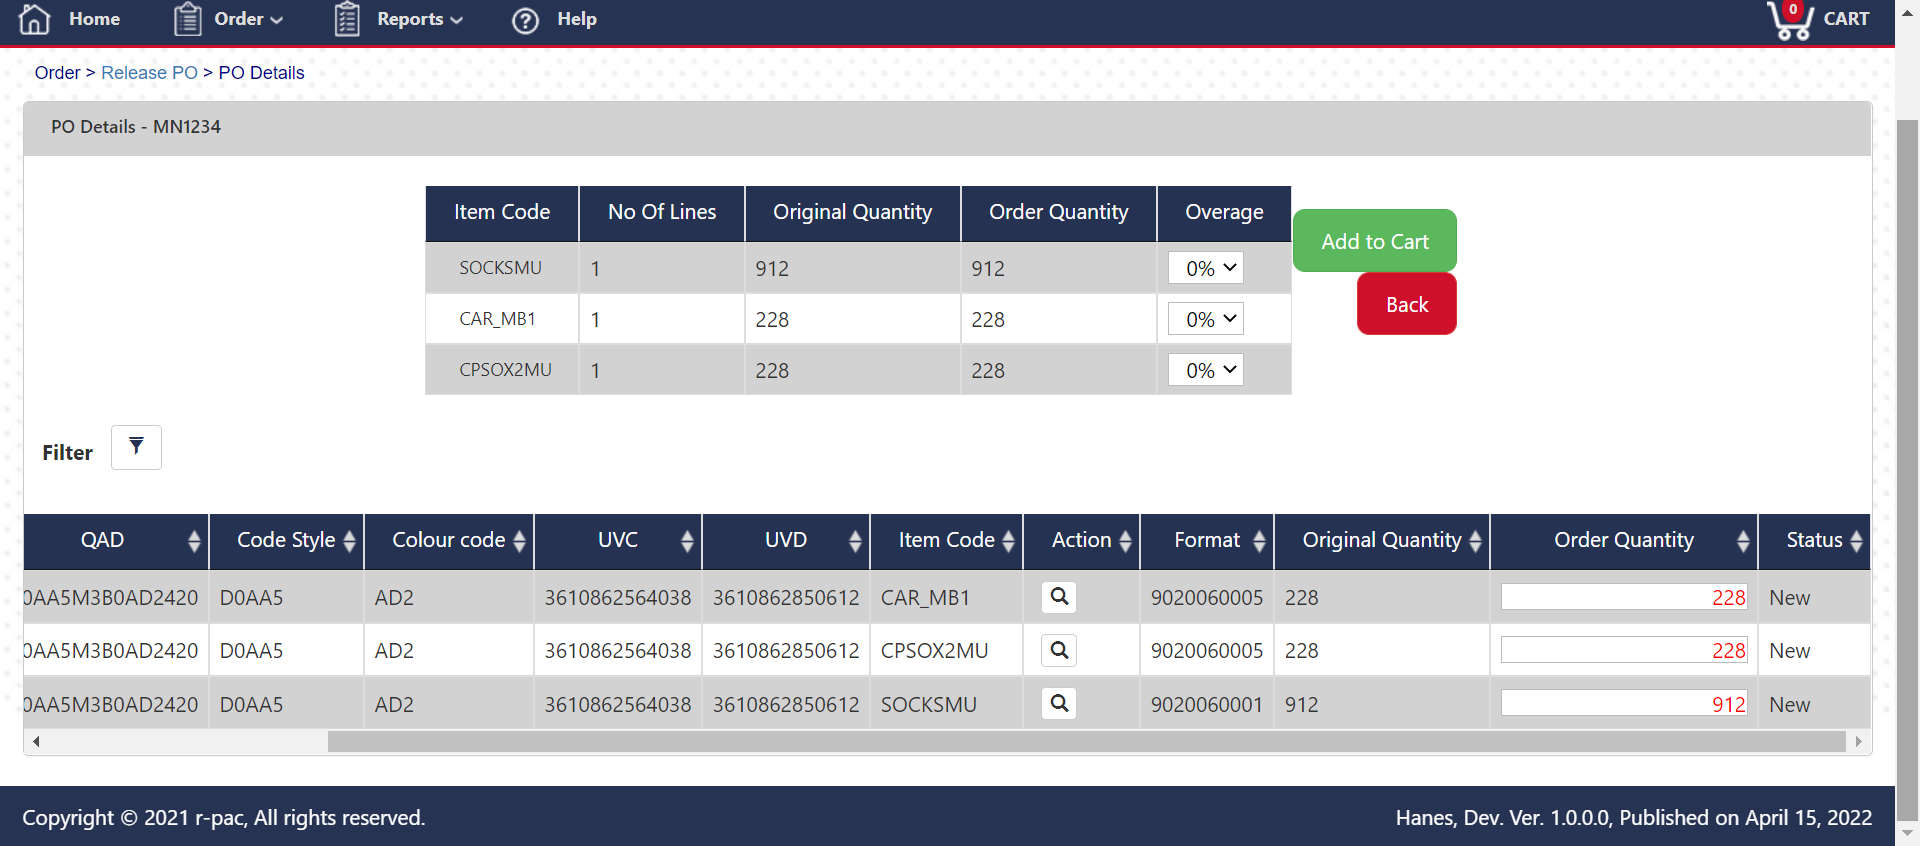 Home Order Reports Help 0 CART
Order > Release PO > PO Details
PO Details - MN1234
Item Code No Of Lines Original Quantity Order Quantity Overage
SOCKSMU 1 912 912 0%
CAR_MB1 1 228 228 0%
CPSOX2MU 1 228 228 0%
Add to Cart
Back
Filter
QAD Code Style Colour code UVC UVD Item Code Action Format Original Quantity Order Quantity Status
0AA5M3B0AD2420 D0AA5 AD2 3610862564038 3610862850612 CAR_MB1 9020060005 228 228 New
0AA5M3B0AD2420 D0AA5 AD2 3610862564038 3610862850612 CPSOX2MU 9020060005 228 228 New
0AA5M3B0AD2420 D0AA5 AD2 3610862564038 3610862850612 SOCKSMU 9020060001 912 912 New
Copyright © 2021 r-pac, All rights reserved.
Hanes, Dev. Ver. 1.0.0.0, Published on April 15, 2022